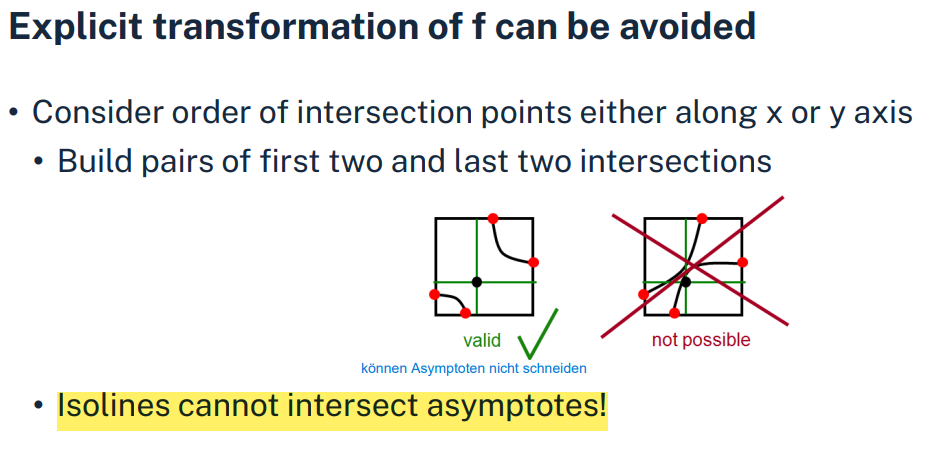 Explicit transformation of f can be avoided
• Consider order of intersection points either along x or y axis
• Build pairs of first two and last two intersections
valid
not possible
können Asymptoten nicht schneiden
• Isolines cannot intersect asymptotes!